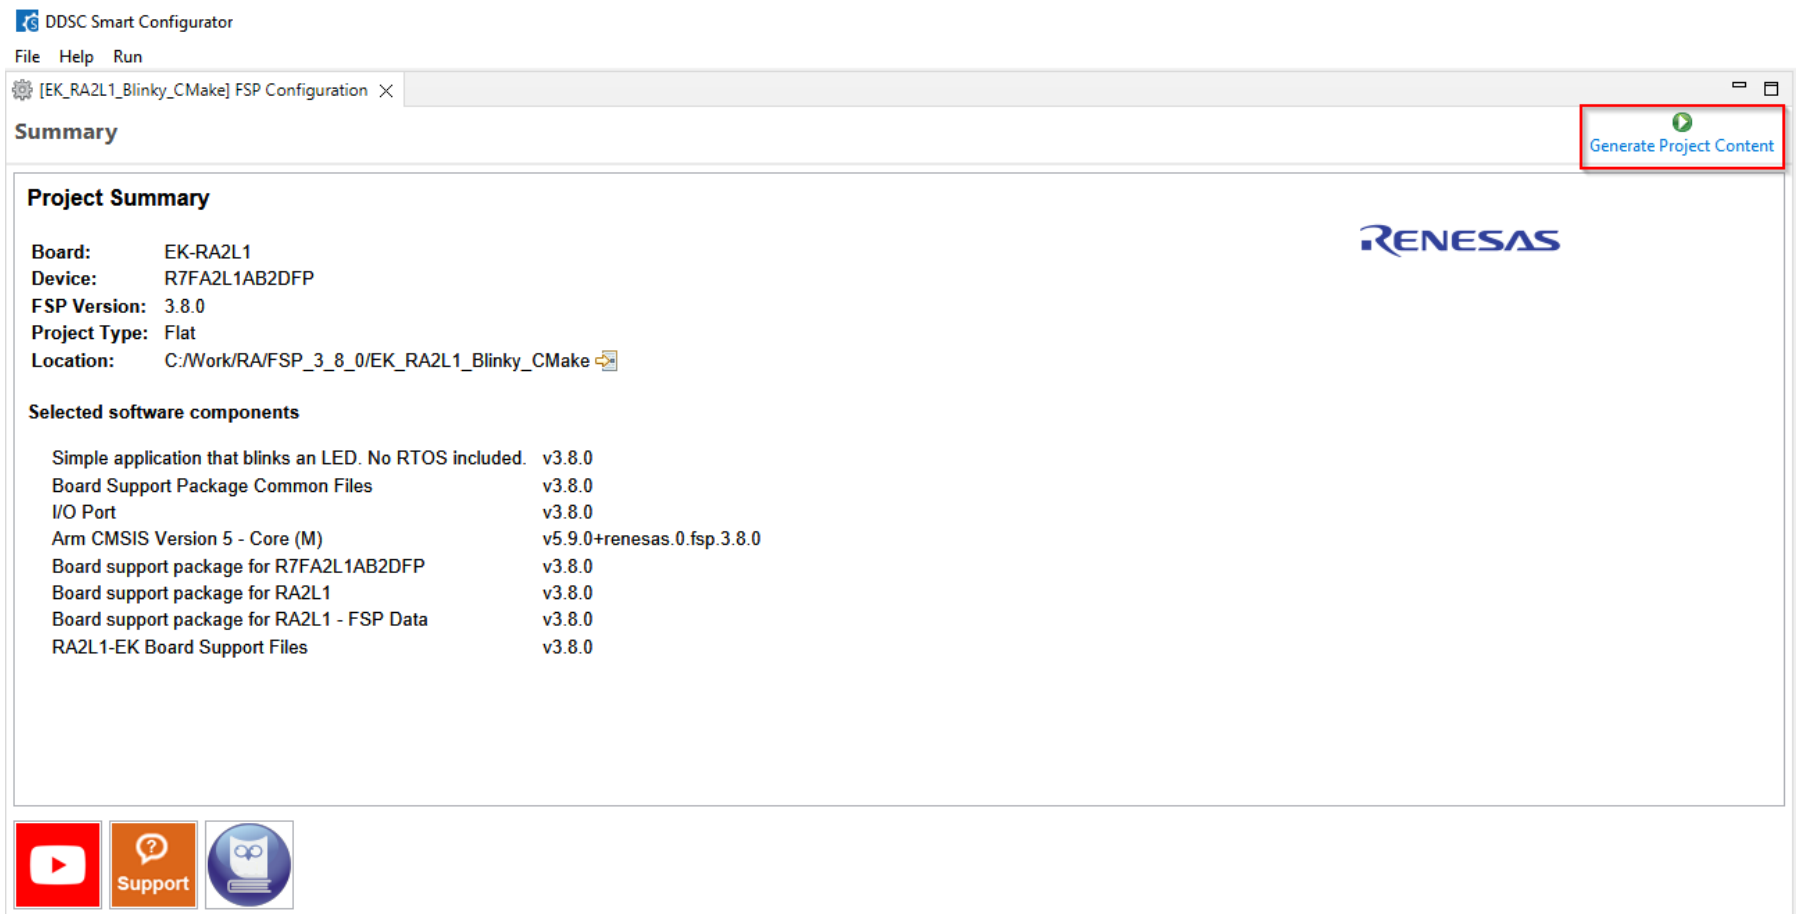 DDSC Smart Configurator
File Help Run
[EK_RA2L1_Blinky_CMake] FSP Configuration
Summary
Generate Project Content
Project Summary
RENESAS
Board: EK-RA2L1
Device: R7FA2L1AB2DFP
FSP Version: 3.8.0
Project Type: Flat
Location: C:/Work/RA/FSP_3_8_0/EK_RA2L1_Blinky_CMake
Selected software components
Simple application that blinks an LED. No RTOS included. v3.8.0
Board Support Package Common Files v3.8.0
I/O Port v3.8.0
Arm CMSIS Version 5 - Core (M) v5.9.0+renesas.0.fsp.3.8.0
Board support package for R7FA2L1AB2DFP v3.8.0
Board support package for RA2L1 v3.8.0
Board support package for RA2L1 - FSP Data v3.8.0
RA2L1-EK Board Support Files v3.8.0
Support